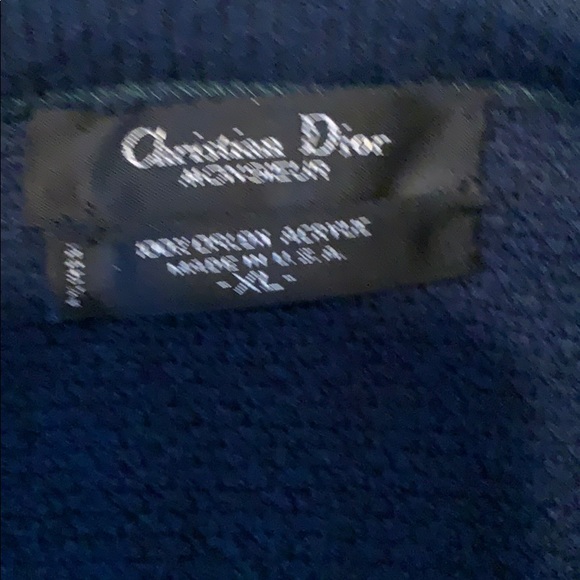 Christian Dior
MONSIEUR
100% ORLON ACRYLIC
MADE IN U.S.A.
-XL-